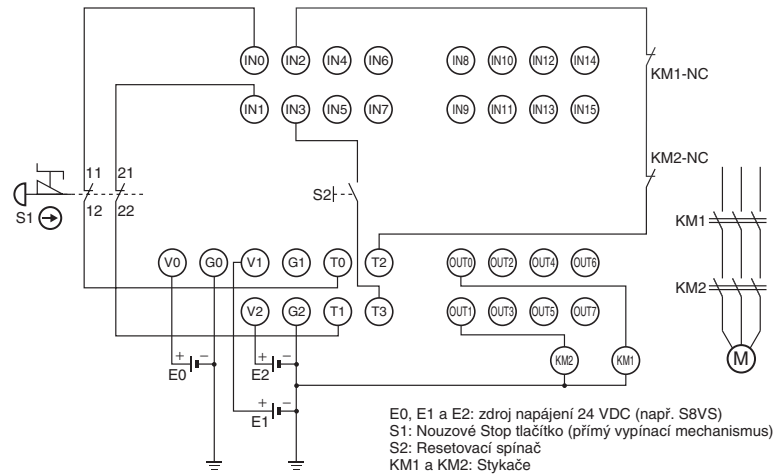 IN0 IN2 IN4 IN6 IN8 IN10 IN12 IN14
KM1-NC
IN1 IN3 IN5 IN7 IN9 IN11 IN13 IN15
KM2-NC
11 21
S2
12 22
S1
KM1
V0 G0 V1 G1 T0 T2 OUT0 OUT2 OUT4 OUT6
KM2
V2 G2 T1 T3 OUT1 OUT3 OUT5 OUT7
+ − + − KM2 KM1 M
E0 E2
+ −
E1
E0, E1 a E2: zdroj napájení 24 VDC (např. S8VS)
S1: Nouzové Stop tlačítko (přímý vypínací mechanismus)
S2: Resetovací spínač
KM1 a KM2: Stykače